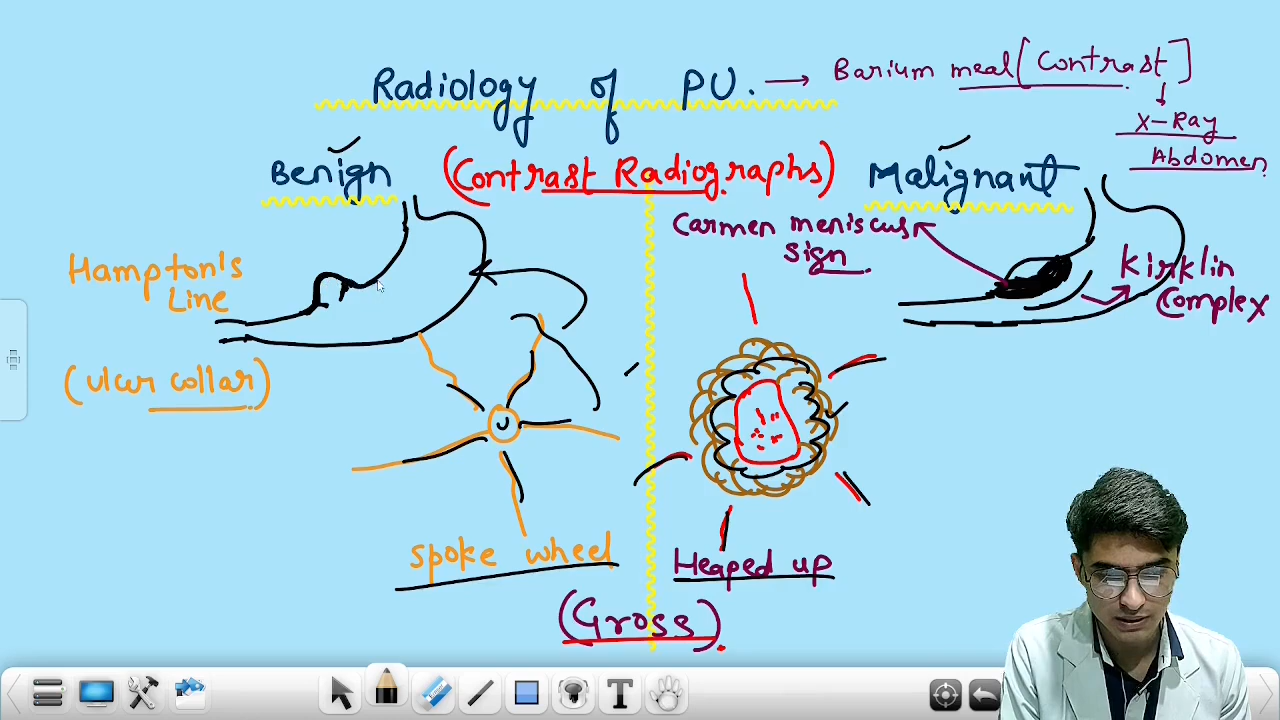 Radiology of PU. → Barium meal [Contrast]
↓
X-Ray
Abdomen
Benign
(Contrast Radiographs)
Malignant
Hampton's
Line
(Ulcer collar)
Carmen meniscus
sign
Kirklin
Complex
U
Spoke wheel
Heaped up
(Gross)
T